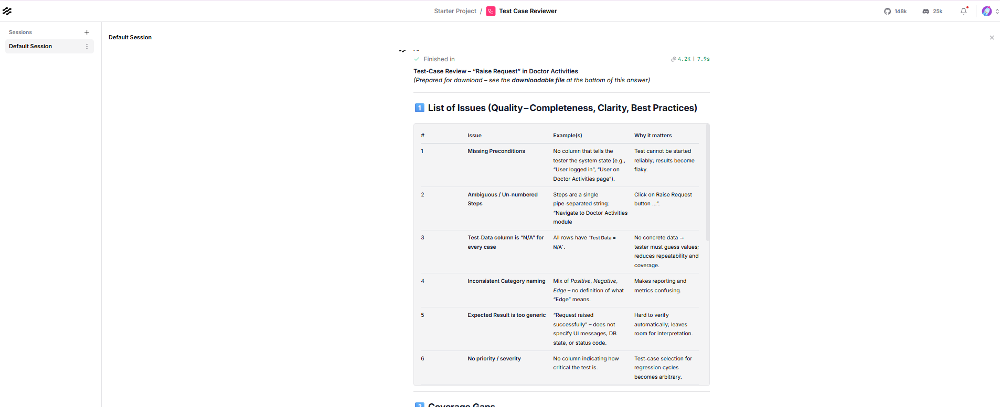 Starter Project / Test Case Reviewer
148k
25k
Sessions +
Default Session
Default Session
Finished in
4.2K | 7.9s
Test-Case Review – “Raise Request” in Doctor Activities
(Prepared for download – see the downloadable file at the bottom of this answer)
1 List of Issues (Quality – Completeness, Clarity, Best Practices)
# Issue Example(s) Why it matters
1 Missing Preconditions No column that tells the Test cannot be started
tester the system state (e.g., reliably; results become
“User logged in”, “User on flaky.
Doctor Activities page”).
2 Ambiguous / Un-numbered Steps are a single Click on Raise Request
Steps pipe-separated string: button …”.
“Navigate to Doctor Activities
module
3 Test-Data column is “N/A” for All rows have `Test Data = No concrete data →
every case N/A`. tester must guess values;
reduces repeatability and
coverage.
4 Inconsistent Category naming Mix of Positive, Negative, Makes reporting and
Edge – no definition of what metrics confusing.
“Edge” means.
5 Expected Result is too generic “Request raised Hard to verify
successfully” – does not automatically; leaves
specify UI messages, DB room for interpretation.
state, or status code.
6 No priority / severity No column indicating how Test-case selection for
critical the test is. regression cycles
becomes arbitrary.
2 Coverage Gaps